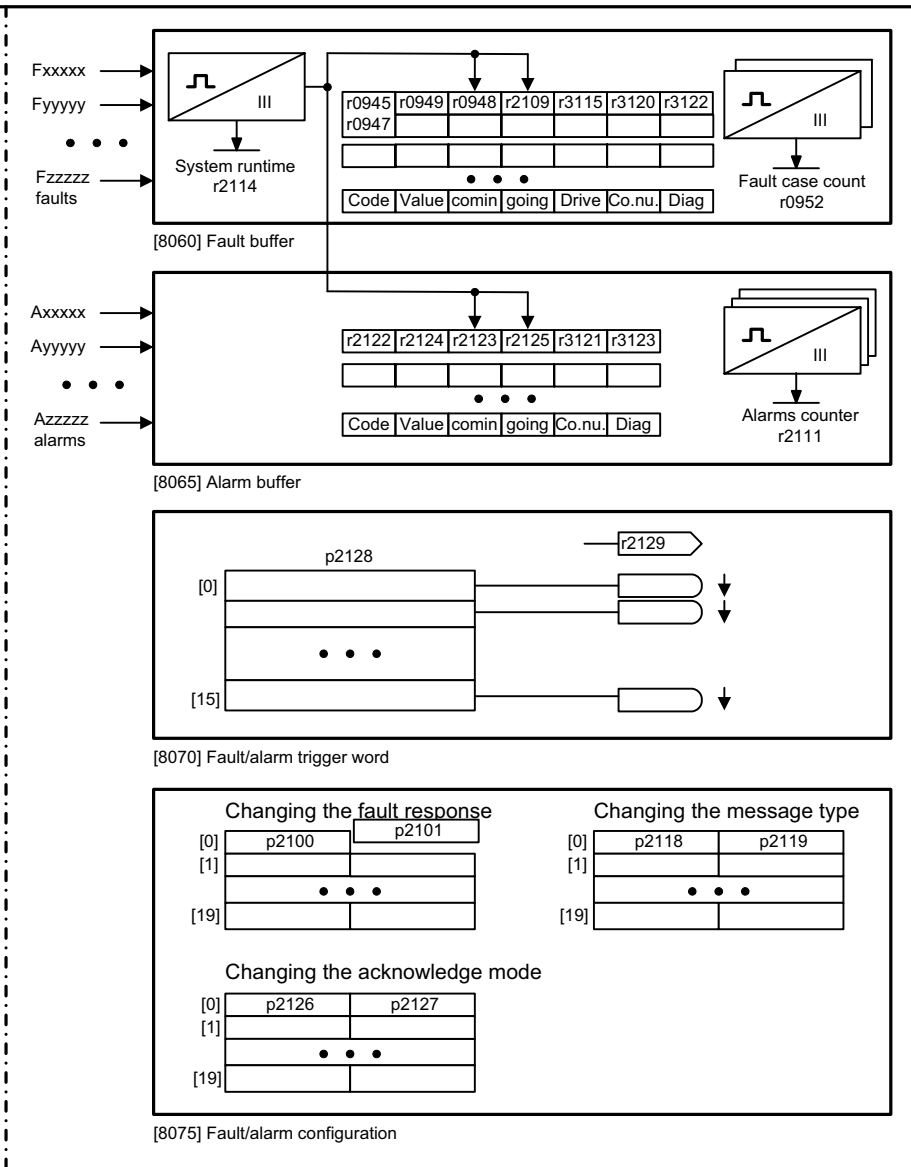 Fxxxxx
Fyyyyy
• • •
Fzzzzz
faults
III
System runtime
r2114
r0945 r0949 r0948 r2109 r3115 r3120 r3122
r0947
• • •
Code Value comin going Drive Co.nu. Diag
III
Fault case count
r0952
[8060] Fault buffer
Axxxxx
Ayyyyy
• • •
Azzzzz
alarms
r2122 r2124 r2123 r2125 r3121 r3123
• • •
Code Value comin going Co.nu. Diag
III
Alarms counter
r2111
[8065] Alarm buffer
p2128
r2129
[0]
• • •
[15]
[8070] Fault/alarm trigger word
Changing the fault response
[0] p2100 p2101
[1]
• • •
[19]
Changing the message type
[0] p2118 p2119
[1]
• • •
[19]
Changing the acknowledge mode
[0] p2126 p2127
[1]
• • •
[19]
[8075] Fault/alarm configuration